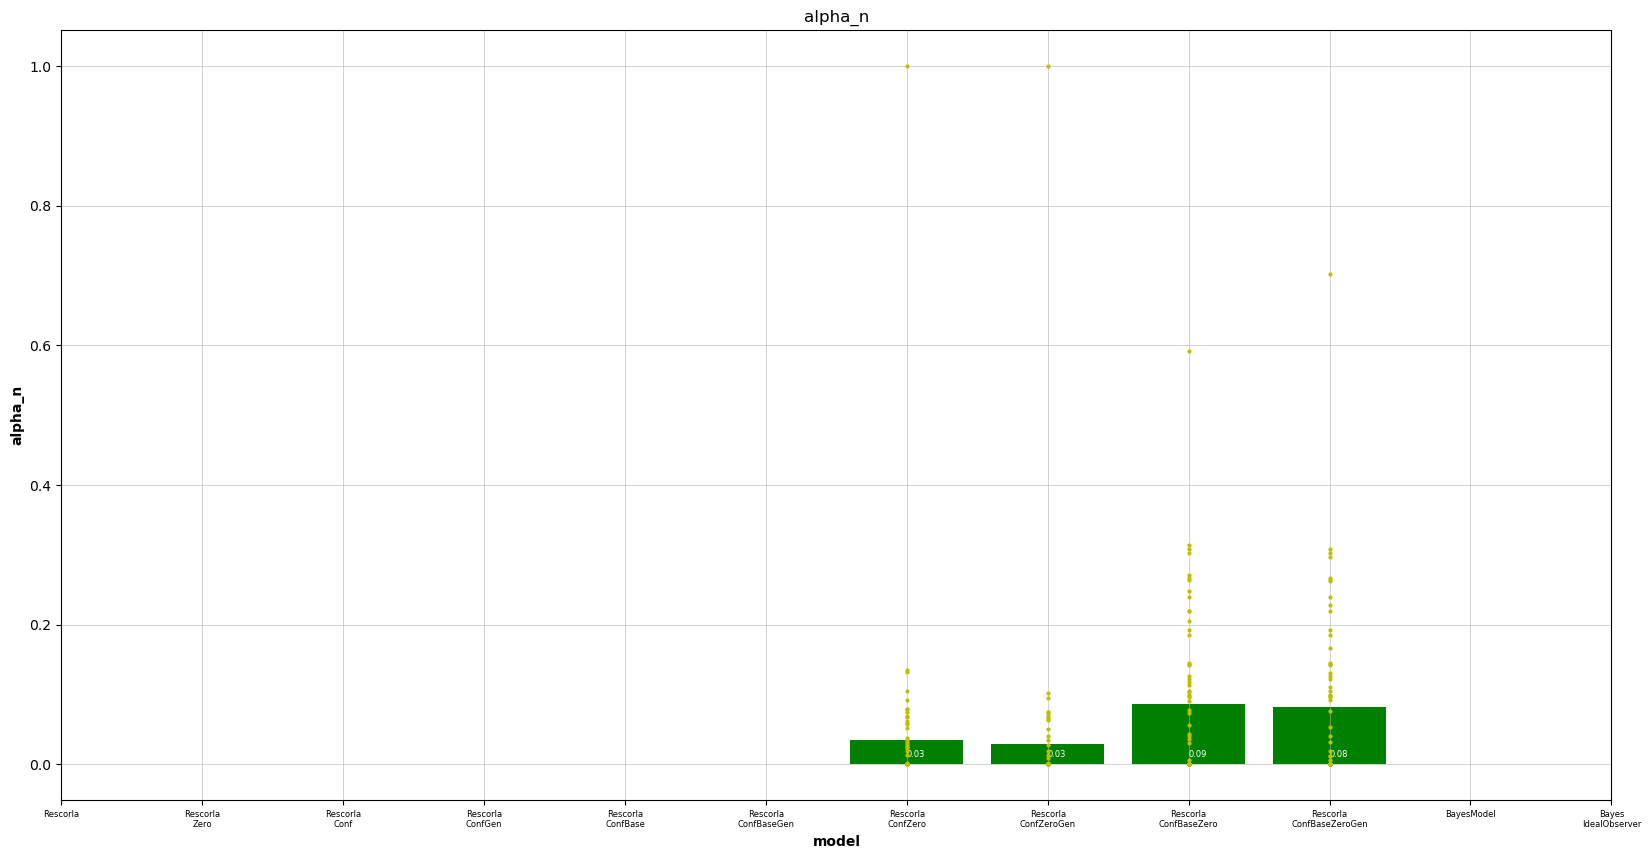 alpha_n
1.0
0.8
0.6
0.4
0.2
0.0
alpha_n
0.03
0.03
0.09
0.08
Rescorla
Rescorla
Zero
Rescorla
Conf
Rescorla
ConfGen
Rescorla
ConfBase
Rescorla
ConfBaseGen
Rescorla
ConfZero
Rescorla
ConfZeroGen
Rescorla
ConfBaseZero
Rescorla
ConfBaseZeroGen
BayesModel
Bayes
IdealObserver
model